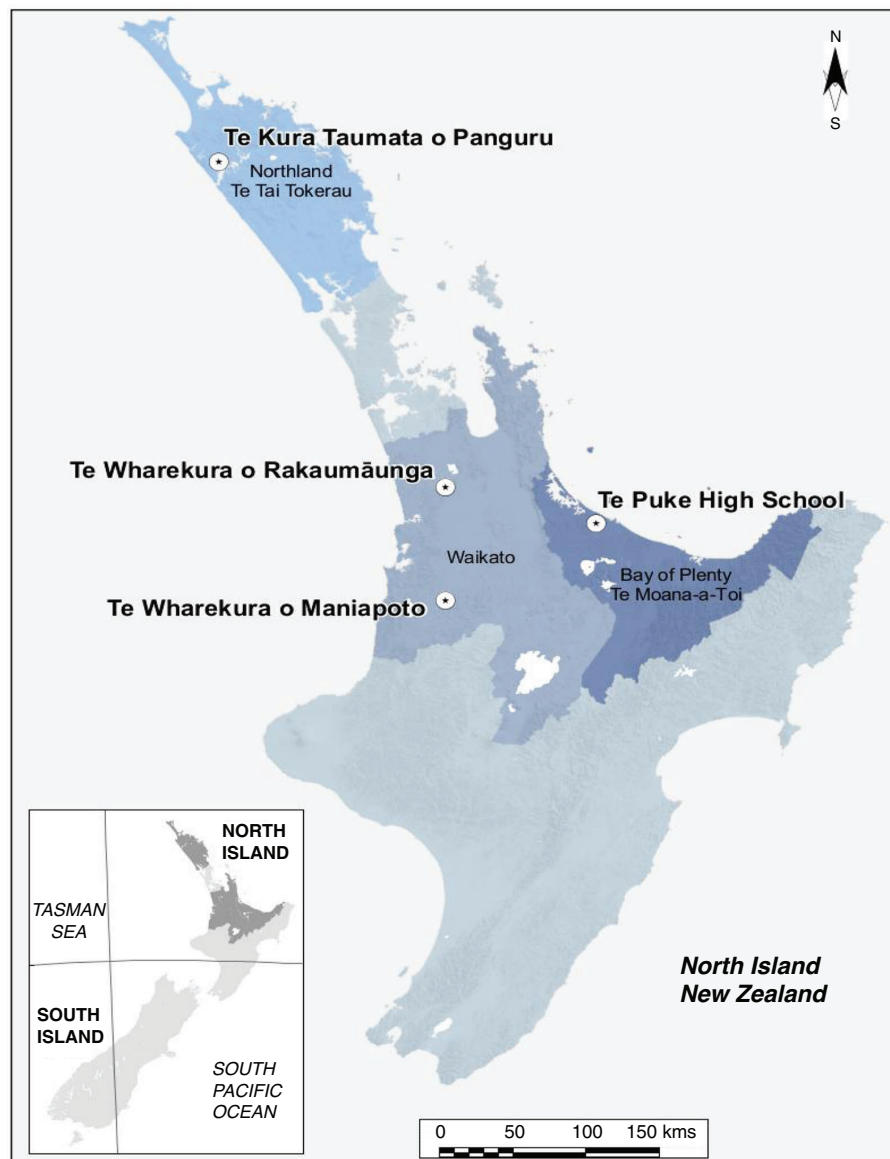 N
S
Te Kura Taumata o Panguru
Northland
Te Tai Tokerau
Te Wharekura o Rakaumāunga
Te Puke High School
Waikato
Bay of Plenty
Te Moana-a-Toi
Te Wharekura o Maniapoto
NORTH
ISLAND
TASMAN
SEA
SOUTH
ISLAND
SOUTH
PACIFIC
OCEAN
North Island
New Zealand
0 50 100 150 kms